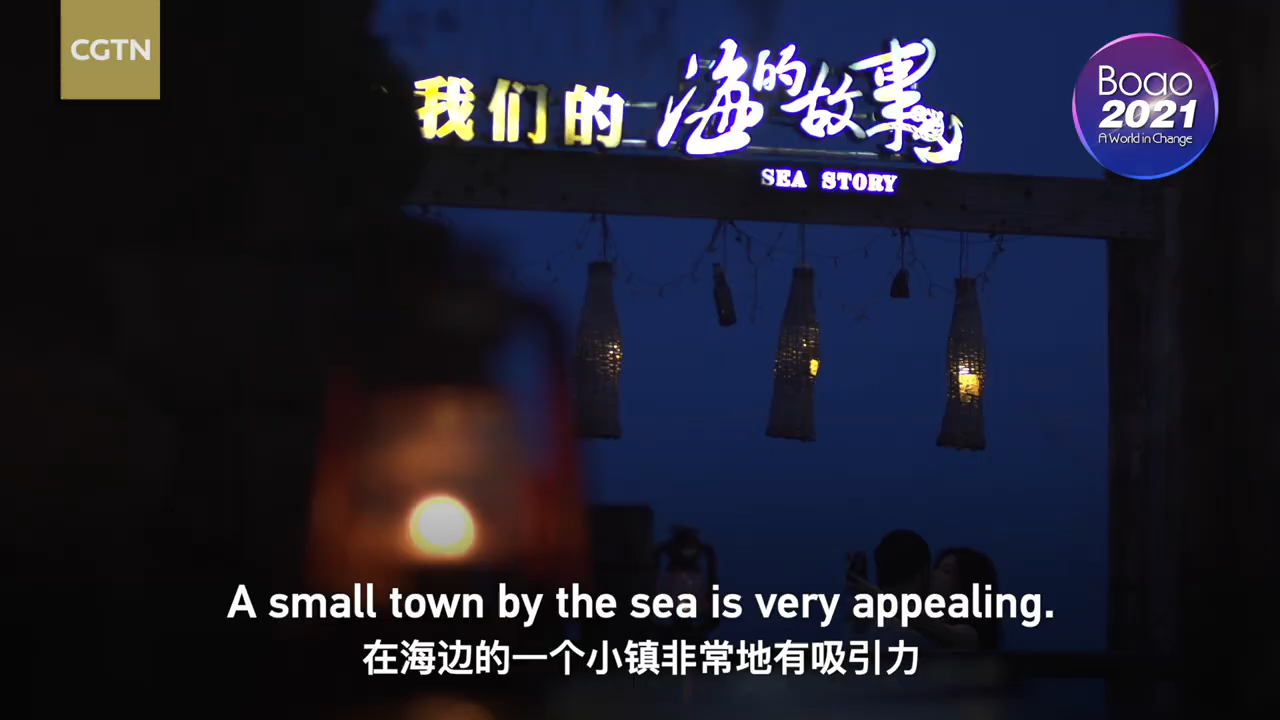 CGTN
Boao
2021
A World in Change
我们的 海的故事
SEA STORY
A small town by the sea is very appealing.
在海边的一个小镇非常地有吸引力